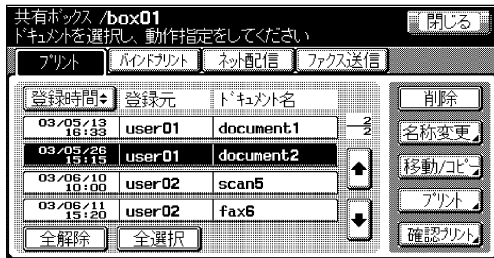 共有ボックス /box01
ドキュメントを選択し、動作指定をしてください
閉じる
プリント
バインドプリント
ネット配信
ファクス送信
登録時間
登録元
ドキュメント名
03/05/13 16:33 user01 document1
03/05/26 15:15 user01 document2
03/06/10 10:00 user02 scan5
03/06/11 15:20 user02 fax6
2/2
全解除
全選択
削除
名称変更
移動/コピー
プリント
確認プリント